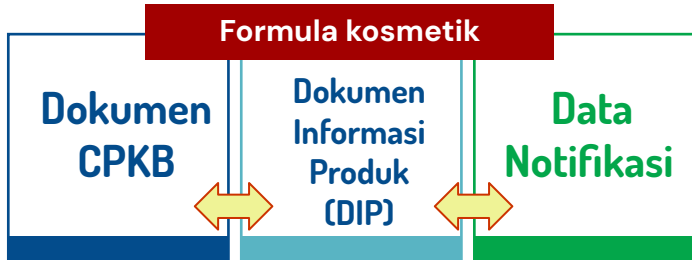 Formula kosmetik
Dokumen
CPKB
Dokumen
Informasi
Produk
(DIP)
Data
Notifikasi